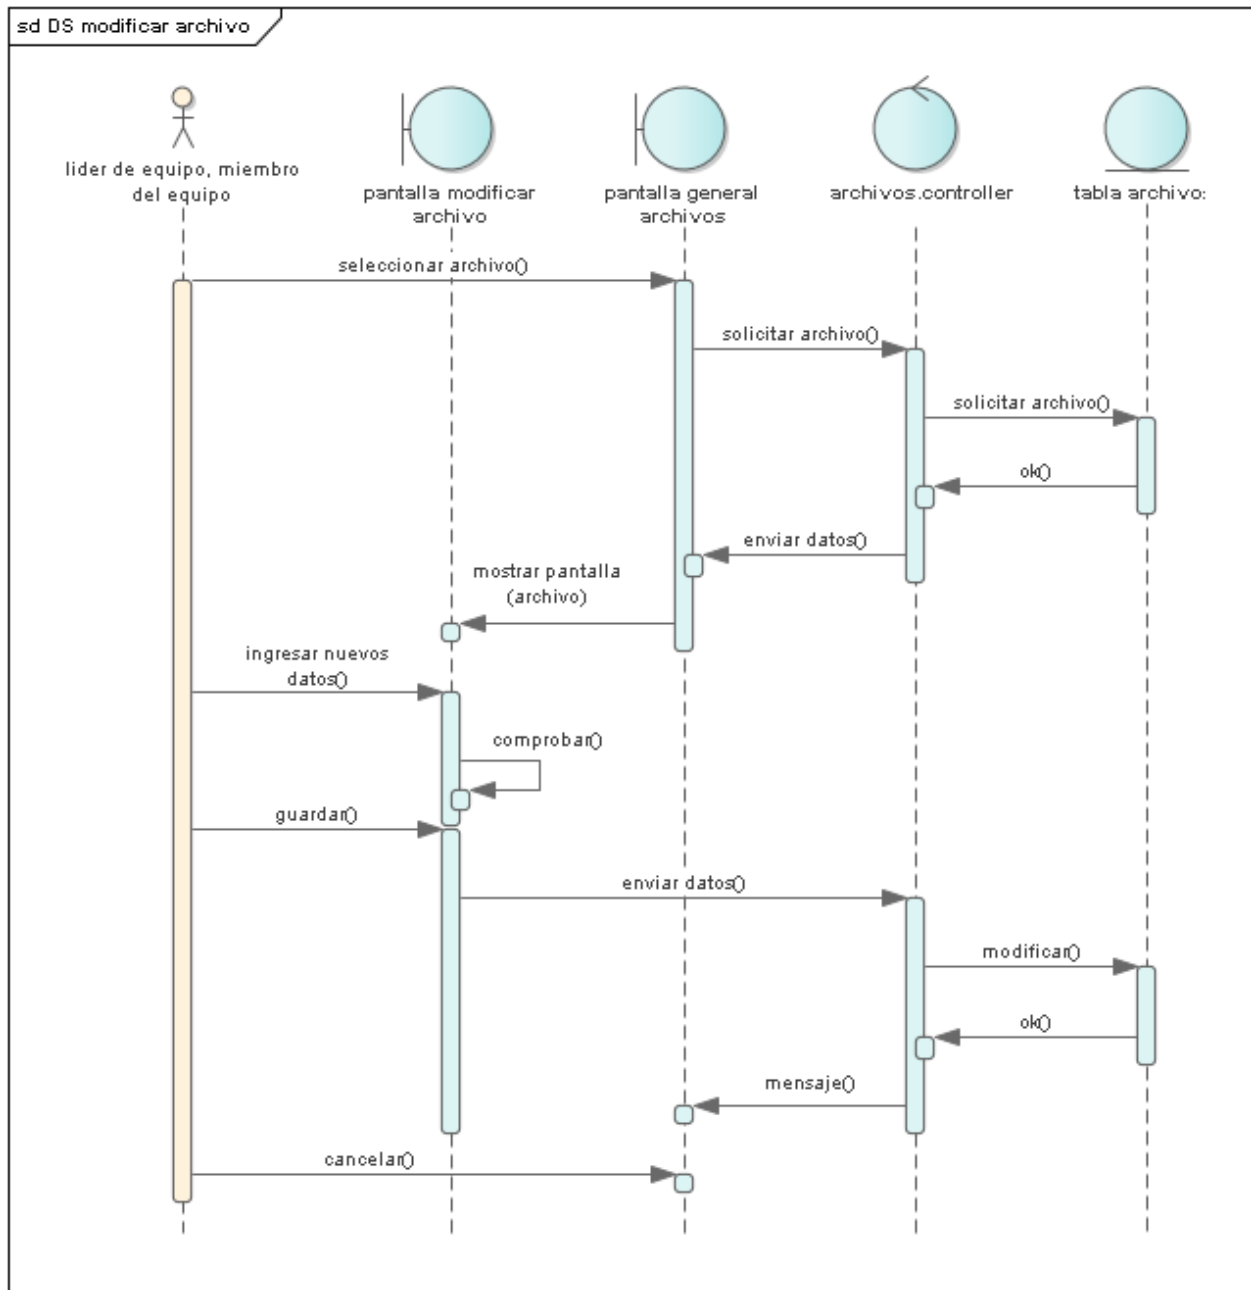 sd DS modificar archivo
lider de equipo, miembro
del equipo
pantalla modificar
archivo
pantalla general
archivos
archivos.controller
tabla archivo:
seleccionar archivo()
solicitar archivo()
solicitar archivo()
ok()
enviar datos()
mostrar pantalla
(archivo)
ingresar nuevos
datos()
comprobar()
guardar()
enviar datos()
modificar()
ok()
mensaje()
cancelar()